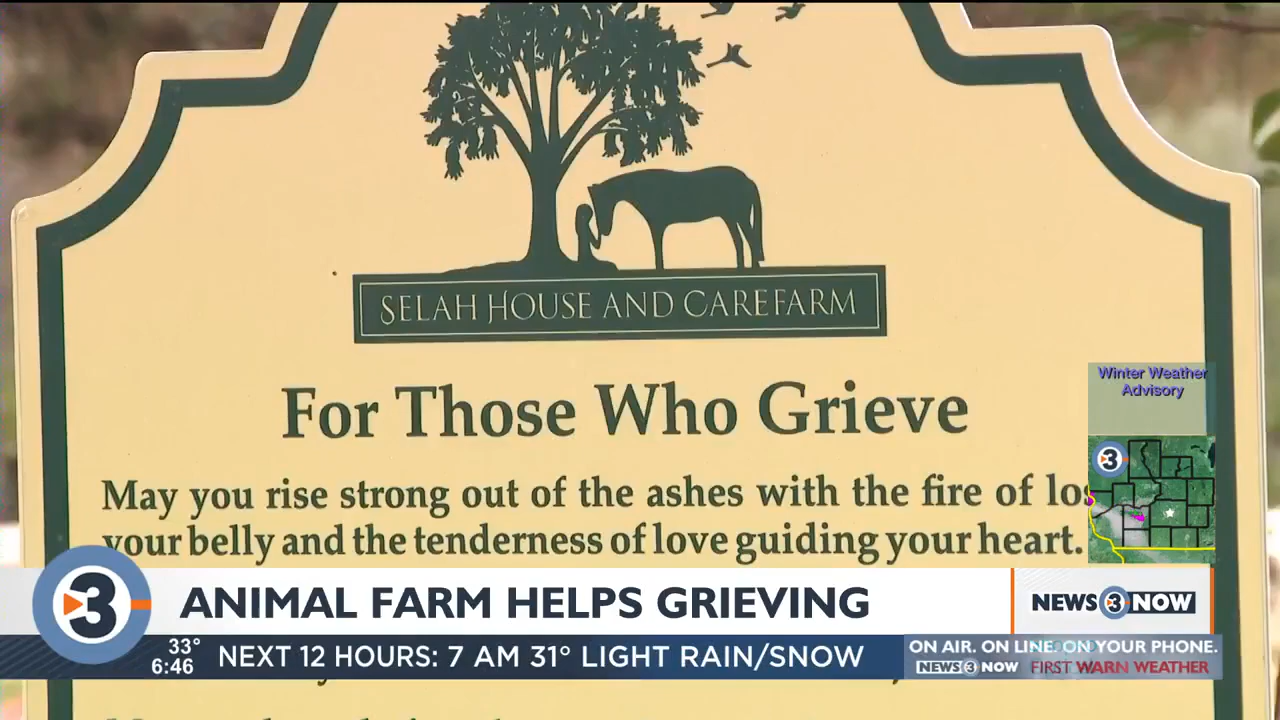 SELAH HOUSE AND CAREFARM
For Those Who Grieve
May you rise strong out of the ashes with the fire of
your belly and the tenderness of love guiding your heart.
Winter Weather
Advisory
3
3
ANIMAL FARM HELPS GRIEVING
NEWS 3 NOW
33°
6:46
NEXT 12 HOURS: 7 AM 31° LIGHT RAIN/SNOW
ON AIR. ON LINE. ON YOUR PHONE.
NEWS 3 NOW
FIRST WARN WEATHER